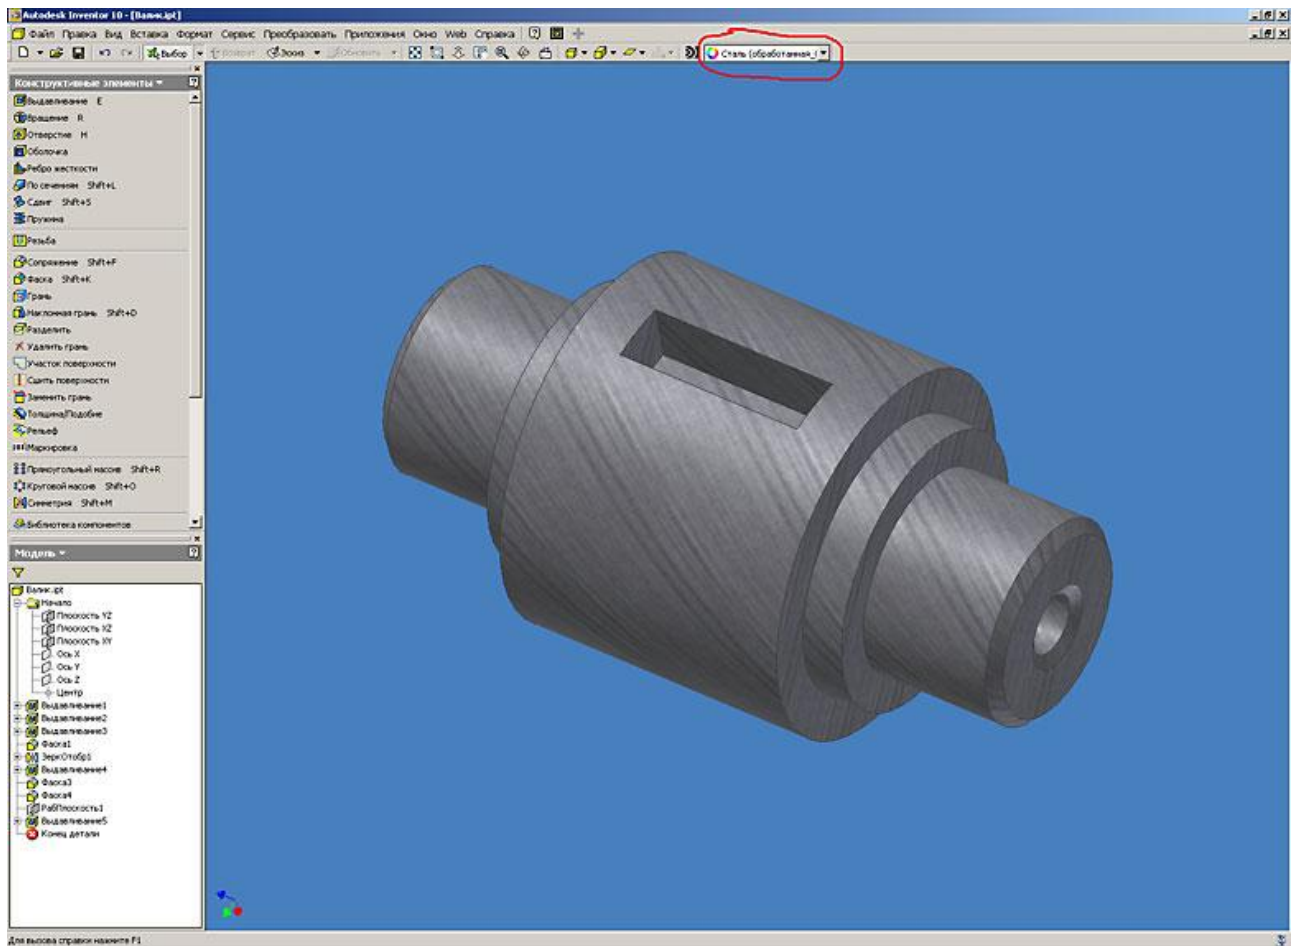 Autodesk Inventor 10 - [Валик.ipt]
Файл Правка Вид Вставка Формат Сервис Преобразовать Приложения Окно Web Справка
Выбор Возврат Эскиз Обновить Сталь (обработанная_
Конструктивные элементы
Выдавливание E
Вращение R
Отверстие H
Оболочка
Ребро жесткости
По сечениям Shift+L
Сдвиг Shift+S
Пружина
Резьба
Сопряжение Shift+F
Фаска Shift+K
Грань
Наклонная грань Shift+D
Разделить
Удалить грань
Участок поверхности
Сшить поверхности
Заменить грань
Толщина/Подобие
Рельеф
Маркировка
Прямоугольный массив Shift+R
Круговой массив Shift+O
Симметрия Shift+M
Библиотека компонентов
Модель
Валик.ipt
Начало
Плоскость YZ
Плоскость XZ
Плоскость XY
Ось X
Ось Y
Ось Z
Центр
Выдавливание1
Выдавливание2
Выдавливание3
Фаска1
ЗеркОтобр1
Выдавливание4
Фаска3
Фаска4
РабПлоскость1
Выдавливание5
Конец детали
Для вызова справки нажмите F1